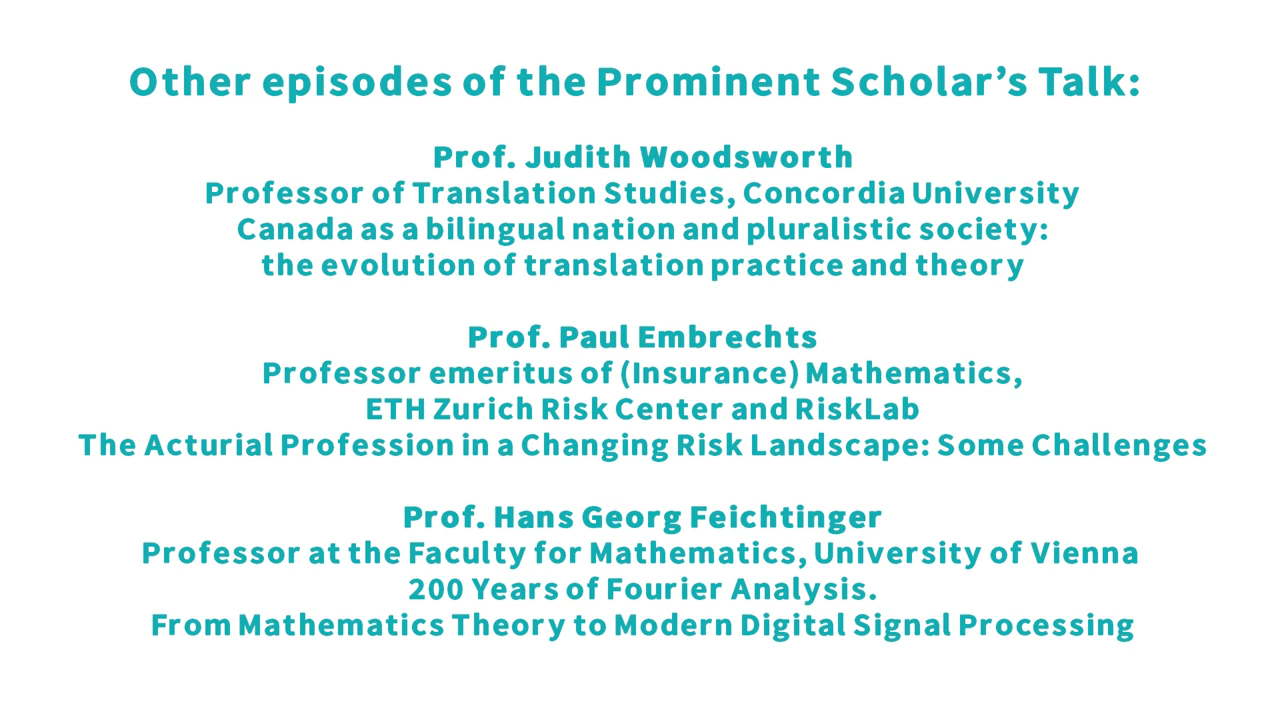 Other episodes of the Prominent Scholar’s Talk:
Prof. Judith Woodsworth
Professor of Translation Studies, Concordia University
Canada as a bilingual nation and pluralistic society:
the evolution of translation practice and theory
Prof. Paul Embrechts
Professor emeritus of (Insurance) Mathematics,
ETH Zurich Risk Center and RiskLab
The Acturial Profession in a Changing Risk Landscape: Some Challenges
Prof. Hans Georg Feichtinger
Professor at the Faculty for Mathematics, University of Vienna
200 Years of Fourier Analysis.
From Mathematics Theory to Modern Digital Signal Processing